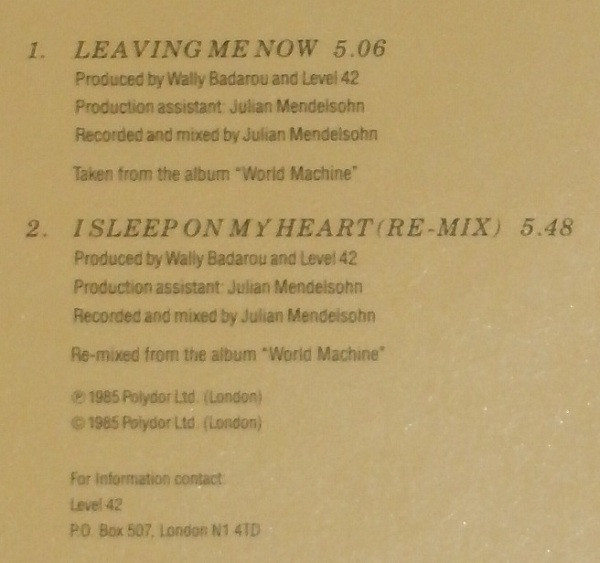 1. LEAVING ME NOW 5.06
Produced by Wally Badarou and Level 42
Production assistant: Julian Mendelsohn
Recorded and mixed by Julian Mendelsohn
Taken from the album "World Machine"
2. I SLEEP ON MY HEART (RE-MIX) 5.48
Produced by Wally Badarou and Level 42
Production assistant: Julian Mendelsohn
Recorded and mixed by Julian Mendelsohn
Re-mixed from the album "World Machine"
℗ 1985 Polydor Ltd. (London)
© 1985 Polydor Ltd. (London)
For Information contact:
Level 42
P.O. Box 507, London N1 4TD